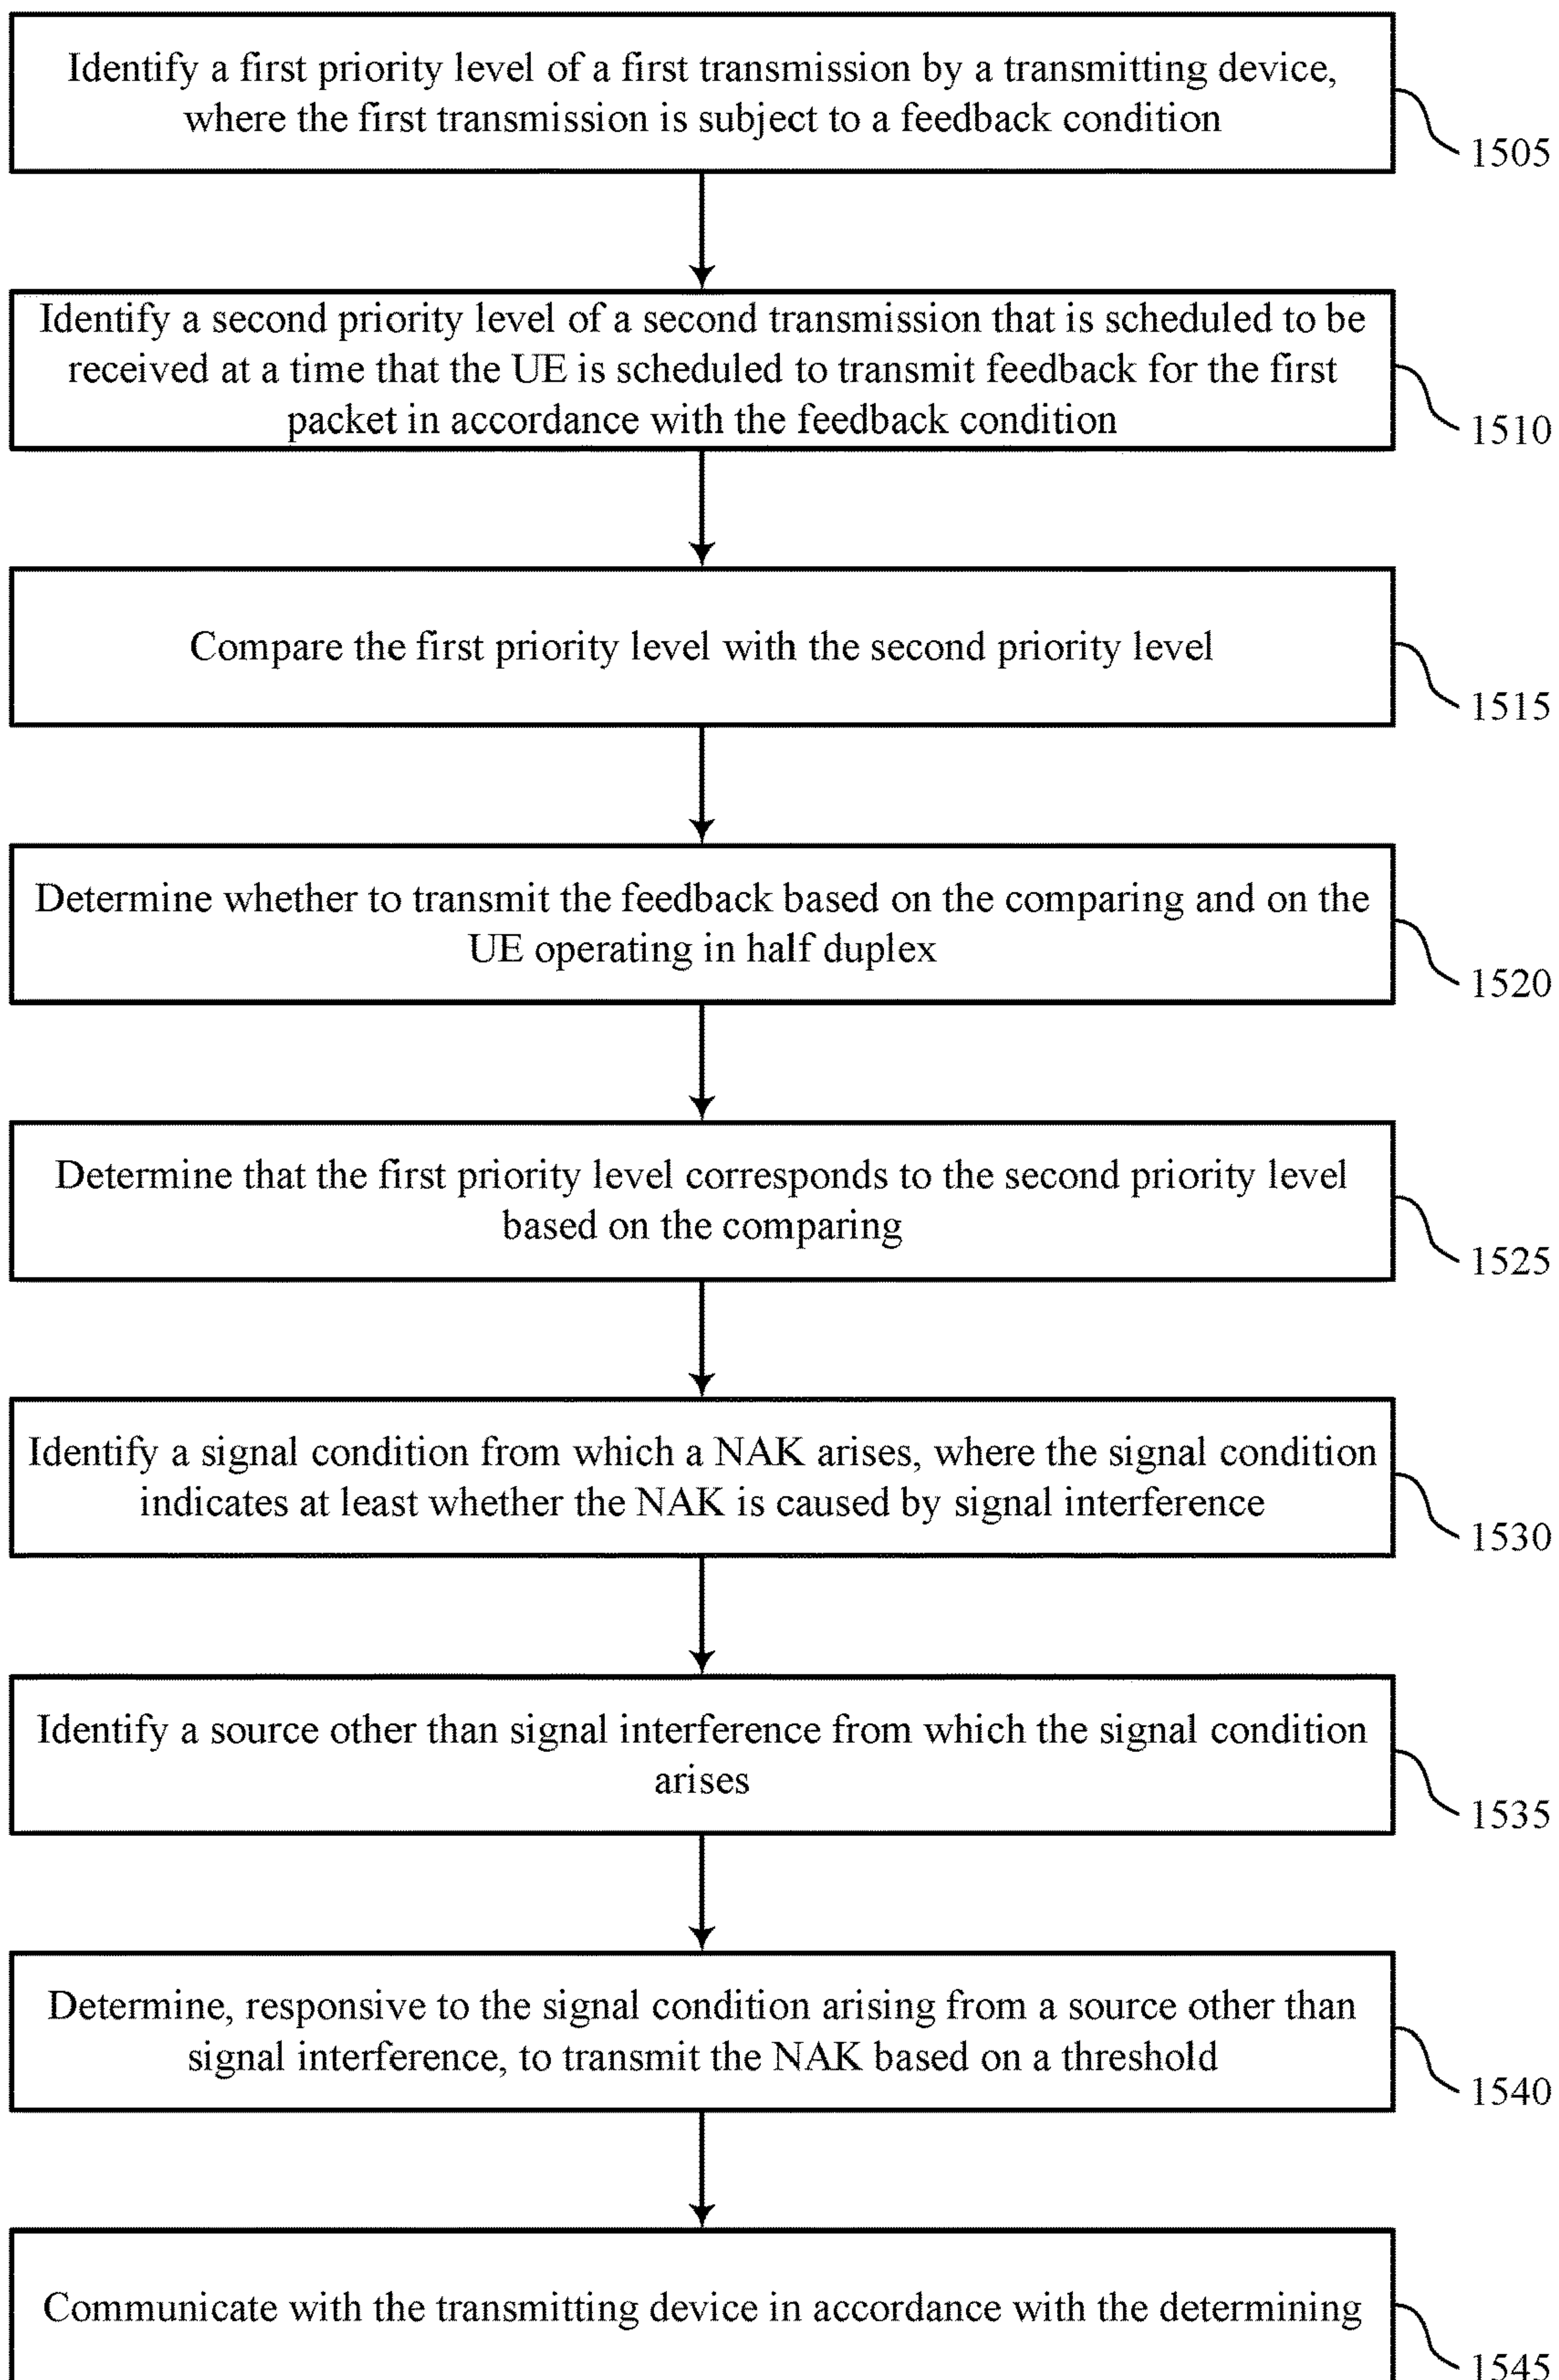 Identify a first priority level of a first transmission by a transmitting device,
where the first transmission is subject to a feedback condition
1505
Identify a second priority level of a second transmission that is scheduled to be
received at a time that the UE is scheduled to transmit feedback for the first
packet in accordance with the feedback condition
1510
Compare the first priority level with the second priority level
1515
Determine whether to transmit the feedback based on the comparing and on the
UE operating in half duplex
1520
Determine that the first priority level corresponds to the second priority level
based on the comparing
1525
Identify a signal condition from which a NAK arises, where the signal condition
indicates at least whether the NAK is caused by signal interference
1530
Identify a source other than signal interference from which the signal condition
arises
1535
Determine, responsive to the signal condition arising from a source other than
signal interference, to transmit the NAK based on a threshold
1540
Communicate with the transmitting device in accordance with the determining
1545